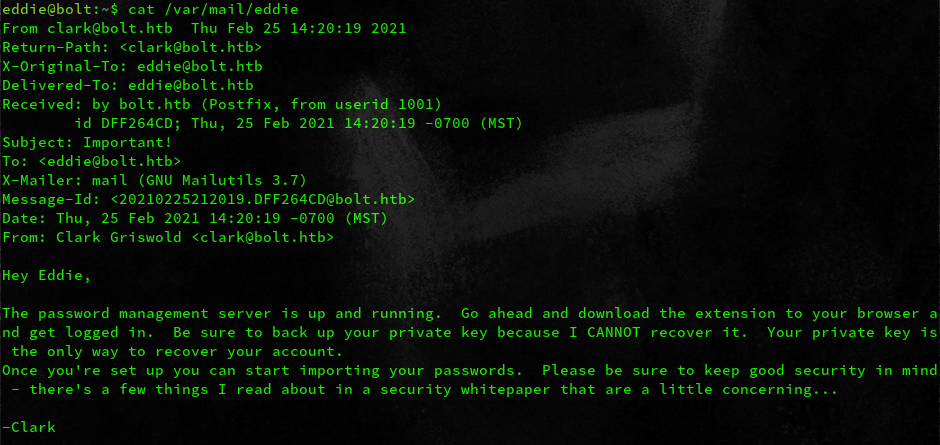 eddie@bolt:~$ cat /var/mail/eddie
From clark@bolt.htb  Thu Feb 25 14:20:19 2021
Return-Path: <clark@bolt.htb>
X-Original-To: eddie@bolt.htb
Delivered-To: eddie@bolt.htb
Received: by bolt.htb (Postfix, from userid 1001)
        id DFF264CD; Thu, 25 Feb 2021 14:20:19 -0700 (MST)
Subject: Important!
To: <eddie@bolt.htb>
X-Mailer: mail (GNU Mailutils 3.7)
Message-Id: <20210225212019.DFF264CD@bolt.htb>
Date: Thu, 25 Feb 2021 14:20:19 -0700 (MST)
From: Clark Griswold <clark@bolt.htb>

Hey Eddie,

The password management server is up and running.  Go ahead and download the extension to your browser a
nd get logged in.  Be sure to back up your private key because I CANNOT recover it.  Your private key is
 the only way to recover your account.
Once you're set up you can start importing your passwords.  Please be sure to keep good security in mind
 - there's a few things I read about in a security whitepaper that are a little concerning...

-Clark